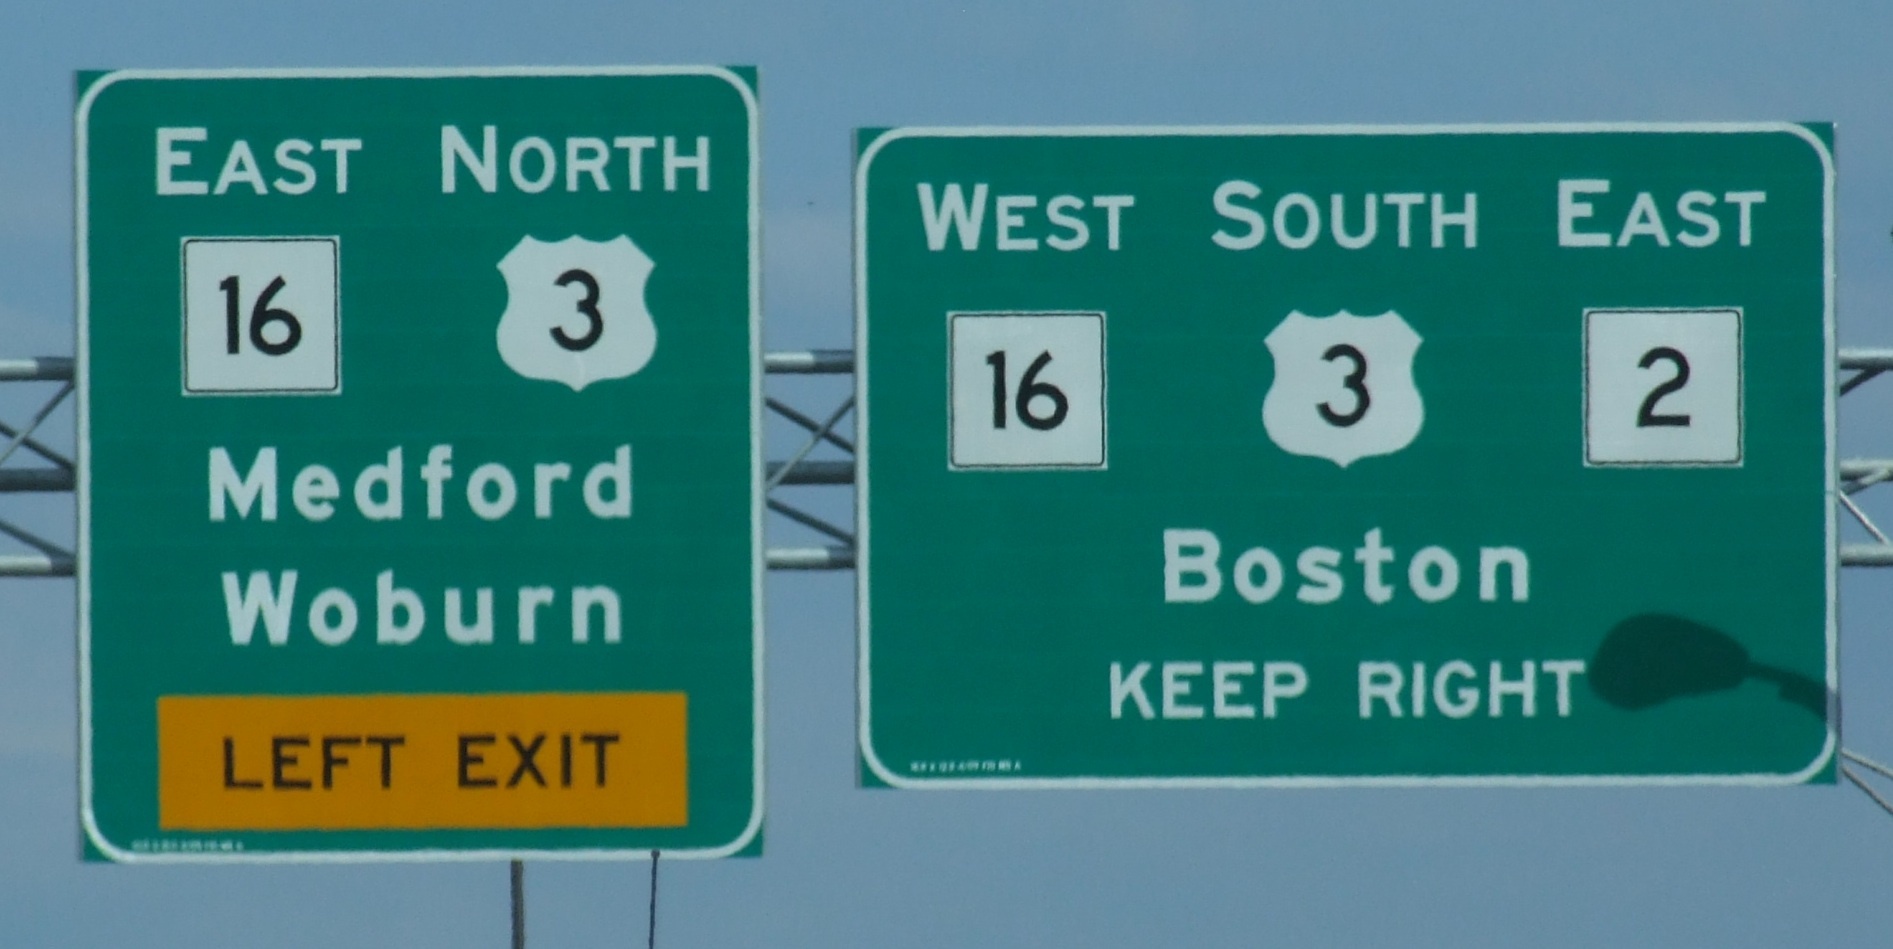 EAST NORTH
16 3
Medford
Woburn
LEFT EXIT
WEST SOUTH EAST
16 3 2
Boston
KEEP RIGHT